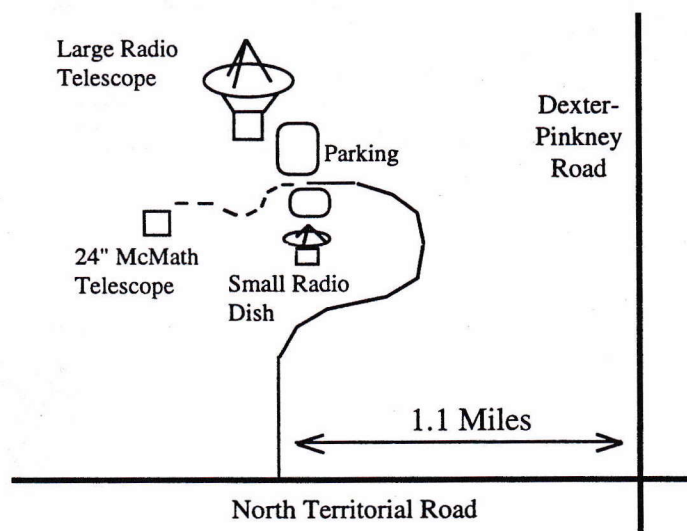 Large Radio
Telescope
Dexter-
Pinkney
Road
Parking
24" McMath
Telescope
Small Radio
Dish
1.1 Miles
North Territorial Road